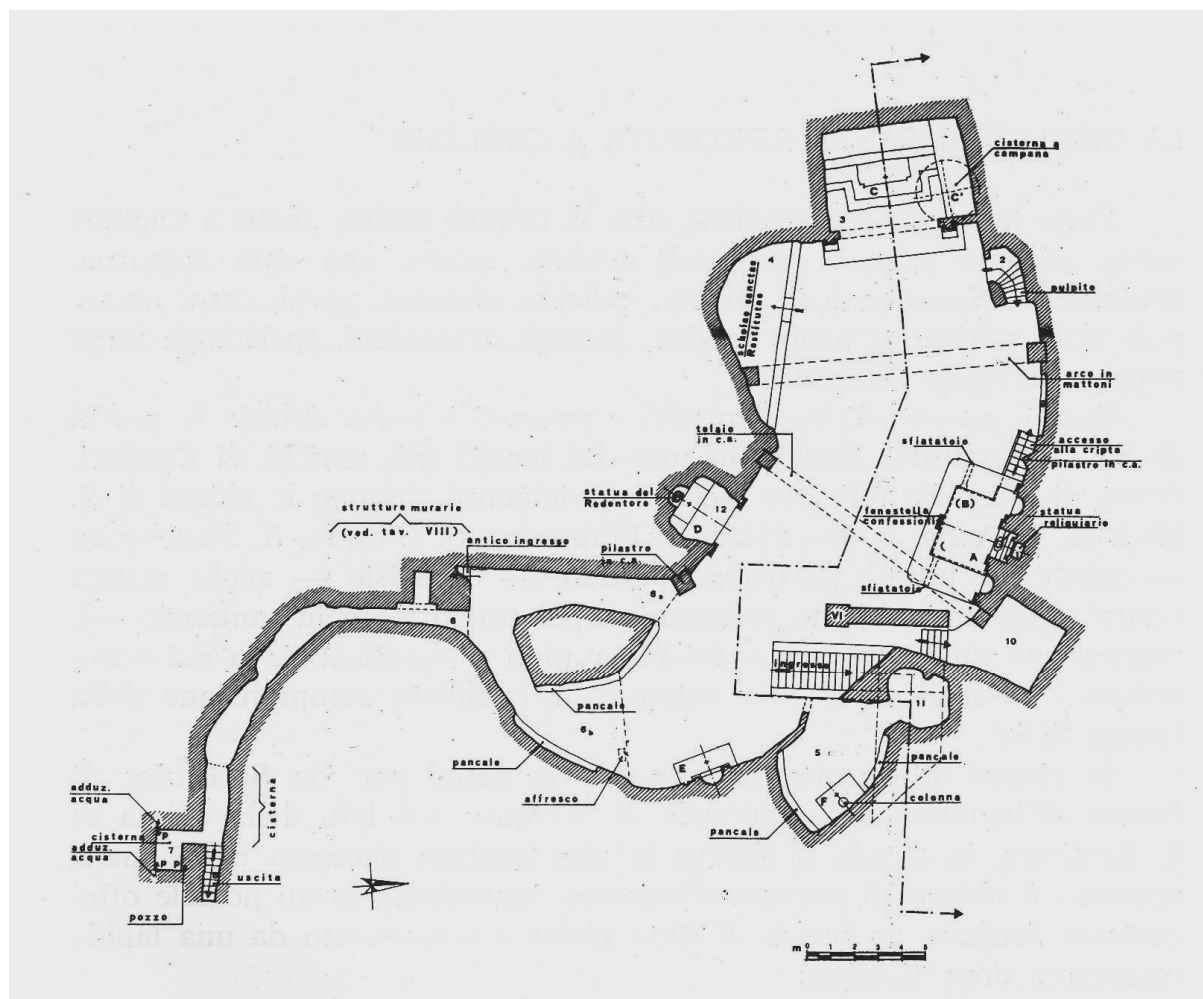 cisterna a
campana
C
C'
3
4
2
pulpito
scholae sanctae
Restitutae
arco in
mattoni
telaio
in c.a.
sfiatatoio
accesso
alla cripta
pilastro in c.a.
statua del
Redentore
12
D
fenestella
confessionis
(B)
A
statua
reliquiario
strutture murarie
(ved. tav. VIII)
antico ingresso
pilastro
in c.a.
6a
sfiatatoio
6
VI
10
ingresso
pancale
11
6b
5
pancale
E
pancale
affresco
F
colonna
pancale
adduz.
acqua
cisterna
cisterna
p
7
adduz.
acqua
p
p
uscita
pozzo
m 0 1 2 3 4 5